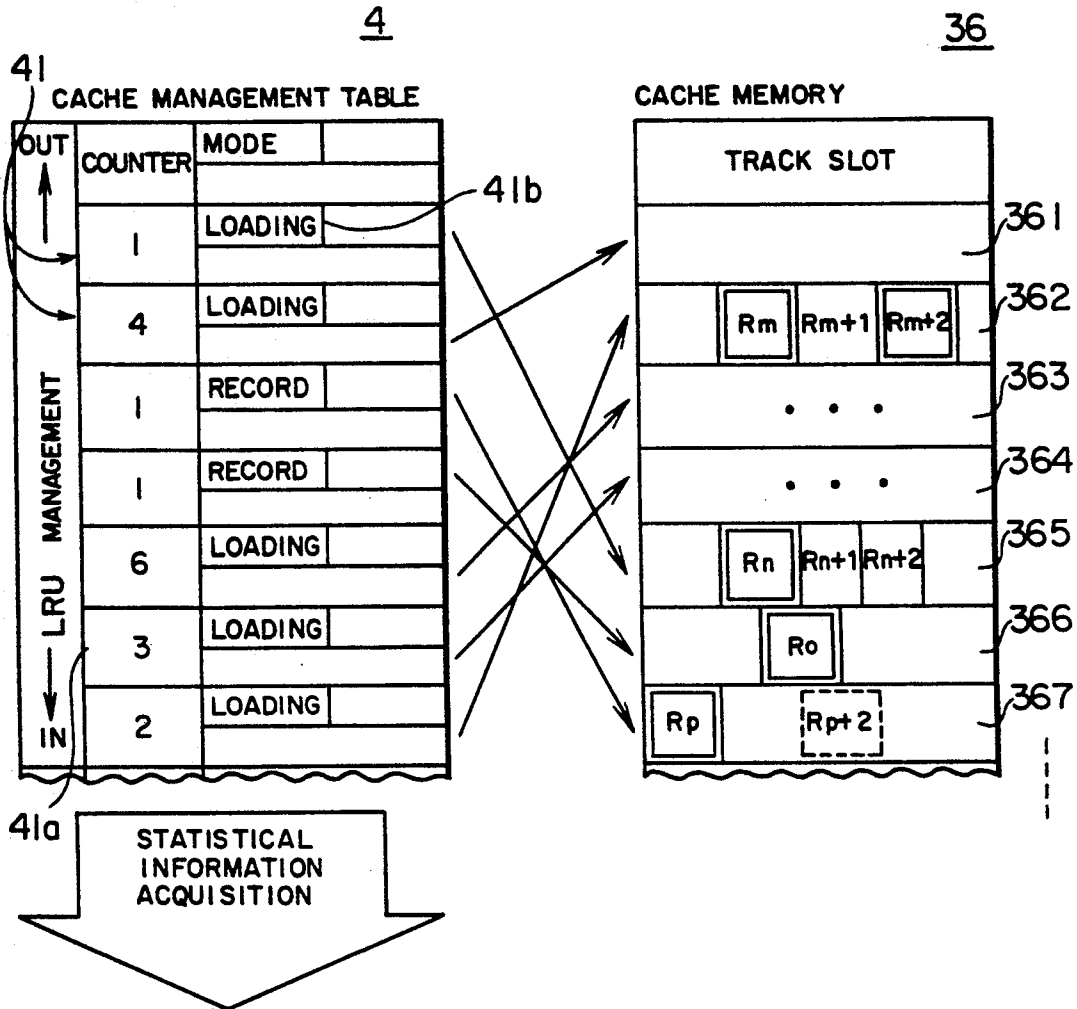 4
36
41
CACHE MANAGEMENT TABLE
CACHE MEMORY
OUT
COUNTER
MODE
TRACK SLOT
1
LOADING
41b
361
4
LOADING
Rm
Rm+1
Rm+2
362
1
RECORD
• • •
363
1
RECORD
• • •
364
6
LOADING
Rn
Rn+1
Rn+2
365
3
LOADING
Ro
366
2
LOADING
Rp
Rp+2
367
LRU MANAGEMENT
IN
41a
STATISTICAL
INFORMATION
ACQUISITION